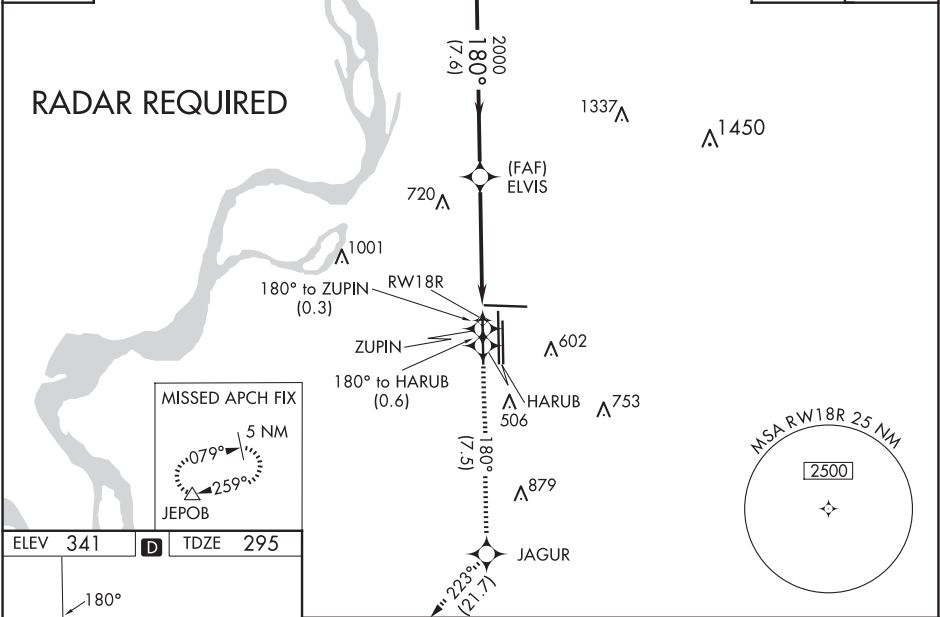 2000
180°
(7.6)
RADAR REQUIRED
1337
1450
(FAF)
ELVIS
720
1001
180° to ZUPIN
(0.3)
RW18R
ZUPIN
602
180° to HARUB
(0.6)
HARUB
506
753
MISSED APCH FIX
5 NM
079°
259°
JEPOB
180°
(7.5)
879
MSA RW18R 25 NM
2500
ELEV 341
D
TDZE 295
JAGUR
180°
223°
(21.7)